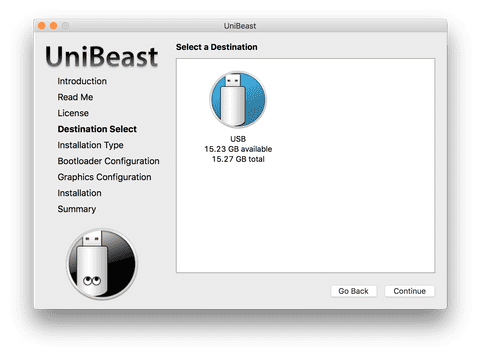 UniBeast
UniBeast
Introduction
Read Me
License
Destination Select
Installation Type
Bootloader Configuration
Graphics Configuration
Installation
Summary
Select a Destination
USB
15.23 GB available
15.27 GB total
Go Back
Continue